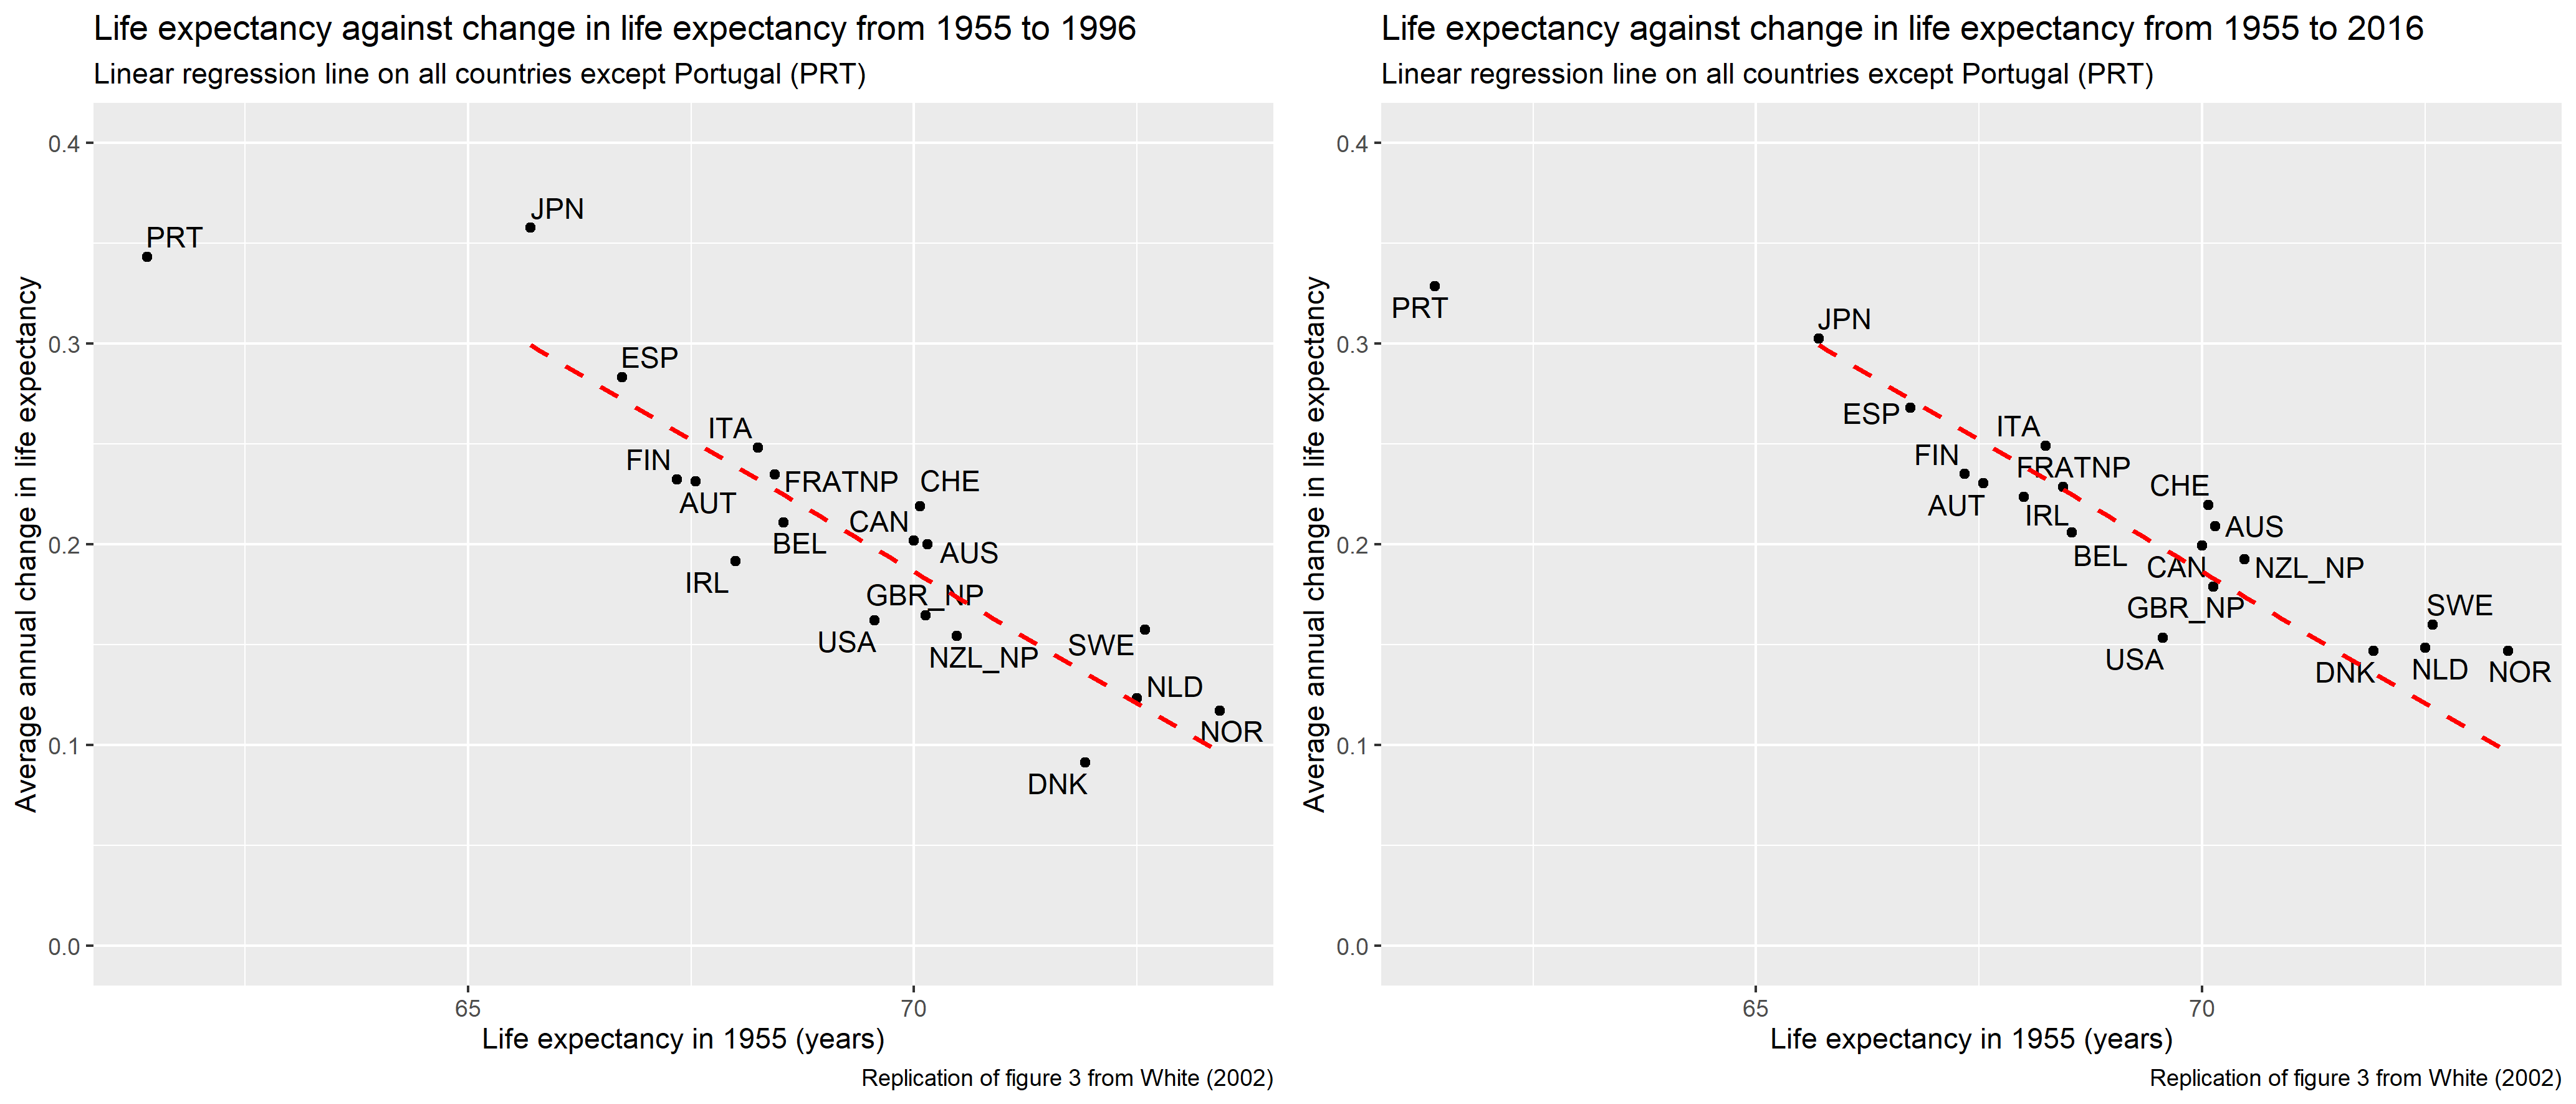 Life expectancy against change in life expectancy from 1955 to 1996
Linear regression line on all countries except Portugal (PRT)
Average annual change in life expectancy
0.4
0.3
0.2
0.1
0.0
JPN
PRT
ESP
ITA
FIN
FRATNP
CHE
AUT
CAN
BEL
AUS
IRL
GBR_NP
USA
SWE
NZL_NP
NLD
NOR
DNK
65
70
Life expectancy in 1955 (years)
Replication of figure 3 from White (2002)
Life expectancy against change in life expectancy from 1955 to 2016
Linear regression line on all countries except Portugal (PRT)
Average annual change in life expectancy
0.4
0.3
0.2
0.1
0.0
PRT
JPN
ESP
ITA
FIN
FRATNP
CHE
AUT
IRL
AUS
BEL
CAN
NZL_NP
GBR_NP
SWE
USA
DNK
NLD
NOR
65
70
Life expectancy in 1955 (years)
Replication of figure 3 from White (2002)